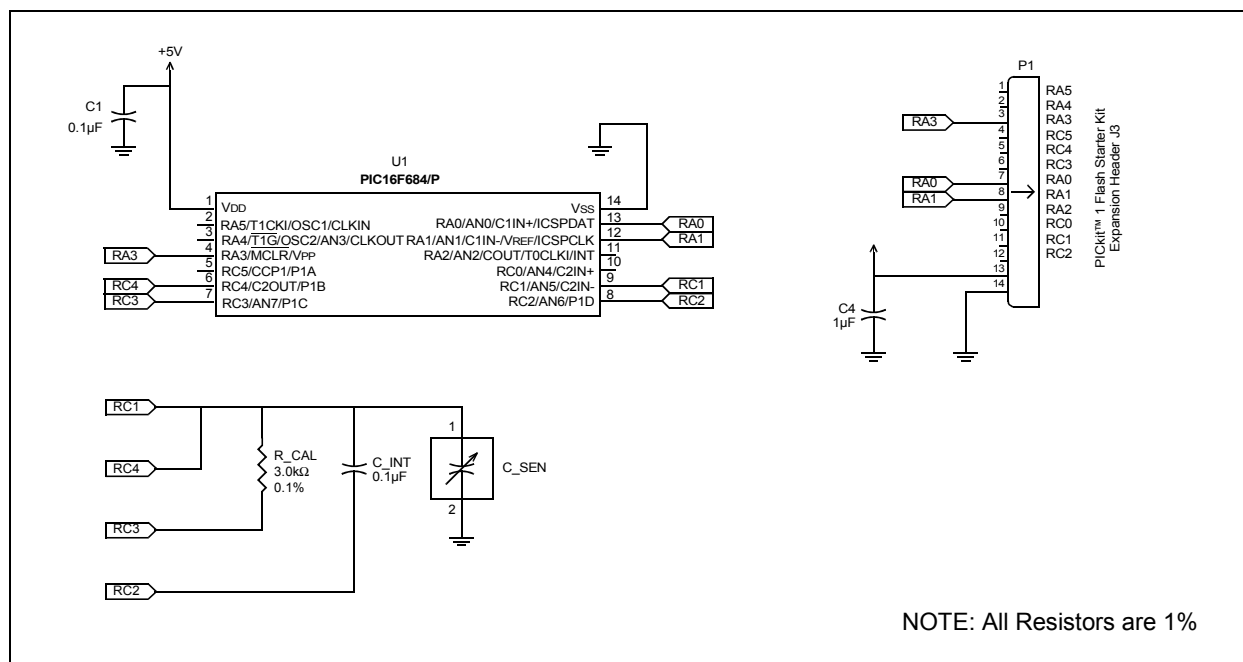 +5V
C1
0.1µF
U1
PIC16F684/P
1 VDD
2 RA5/T1CKI/OSC1/CLKIN
3 RA4/T1G/OSC2/AN3/CLKOUT
RA3 4 RA3/MCLR/VPP
5 RC5/CCP1/P1A
RC4 6 RC4/C2OUT/P1B
RC3 7 RC3/AN7/P1C
VSS 14
RA0/AN0/C1IN+/ICSPDAT 13 RA0
RA1/AN1/C1IN-/VREF/ICSPCLK 12 RA1
RA2/AN2/COUT/T0CLKI/INT 11
RC0/AN4/C2IN+ 10
RC1/AN5/C2IN- 9 RC1
RC2/AN6/P1D 8 RC2
P1
1 RA5
2 RA4
RA3 3 RA3
4 RC5
5 RC4
6 RC3
RA0 7 RA0
RA1 8 RA1
9 RA2
10 RC0
11 RC1
12 RC2
13
14
PICkit™ 1 Flash Starter Kit
Expansion Header J3
C4
1µF
RC1
RC4
RC3
RC2
R_CAL
3.0kΩ
0.1%
C_INT
0.1µF
1
C_SEN
2
NOTE: All Resistors are 1%